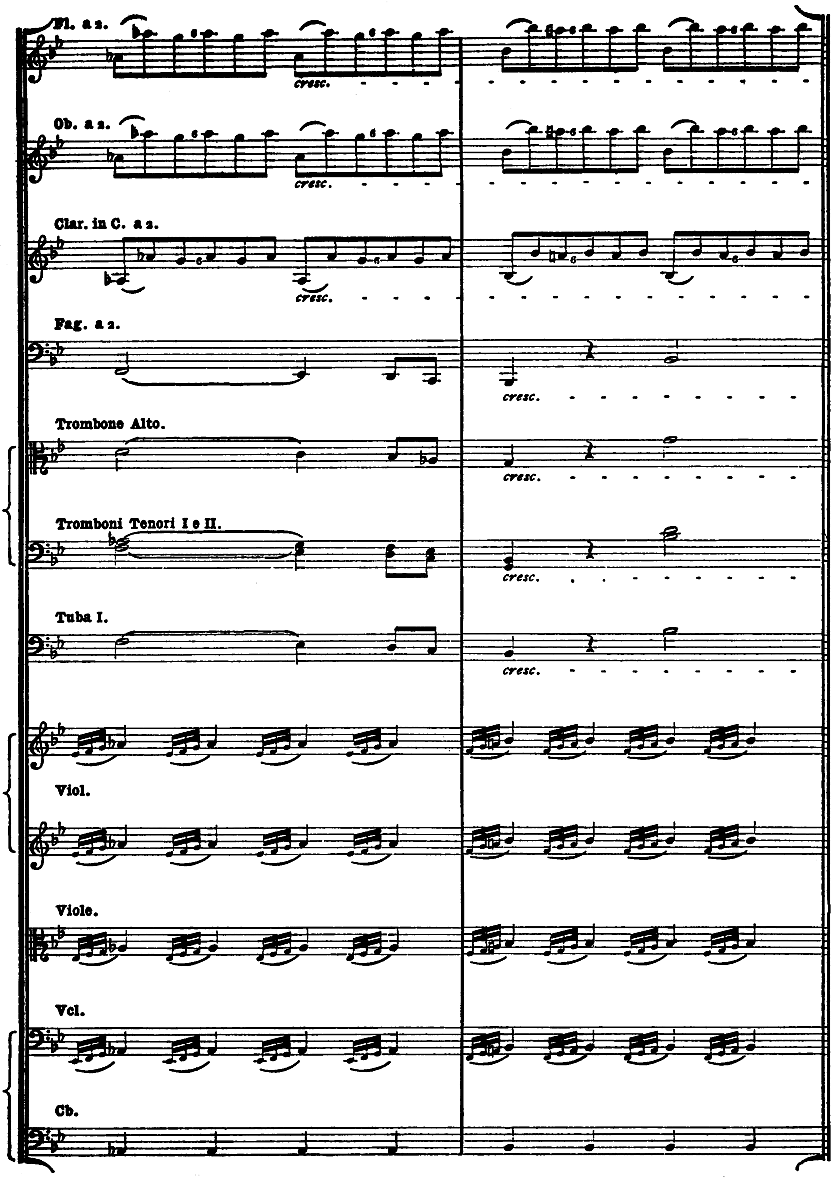 Fl. a 2.
cresc.
Ob. a 2.
cresc.
Clar. in C. a 2.
cresc.
Fag. a 2.
cresc.
Trombone Alto.
cresc.
Tromboni Tenori I e II.
cresc.
Tuba I.
cresc.
Viol.
Viole.
Vcl.
Cb.